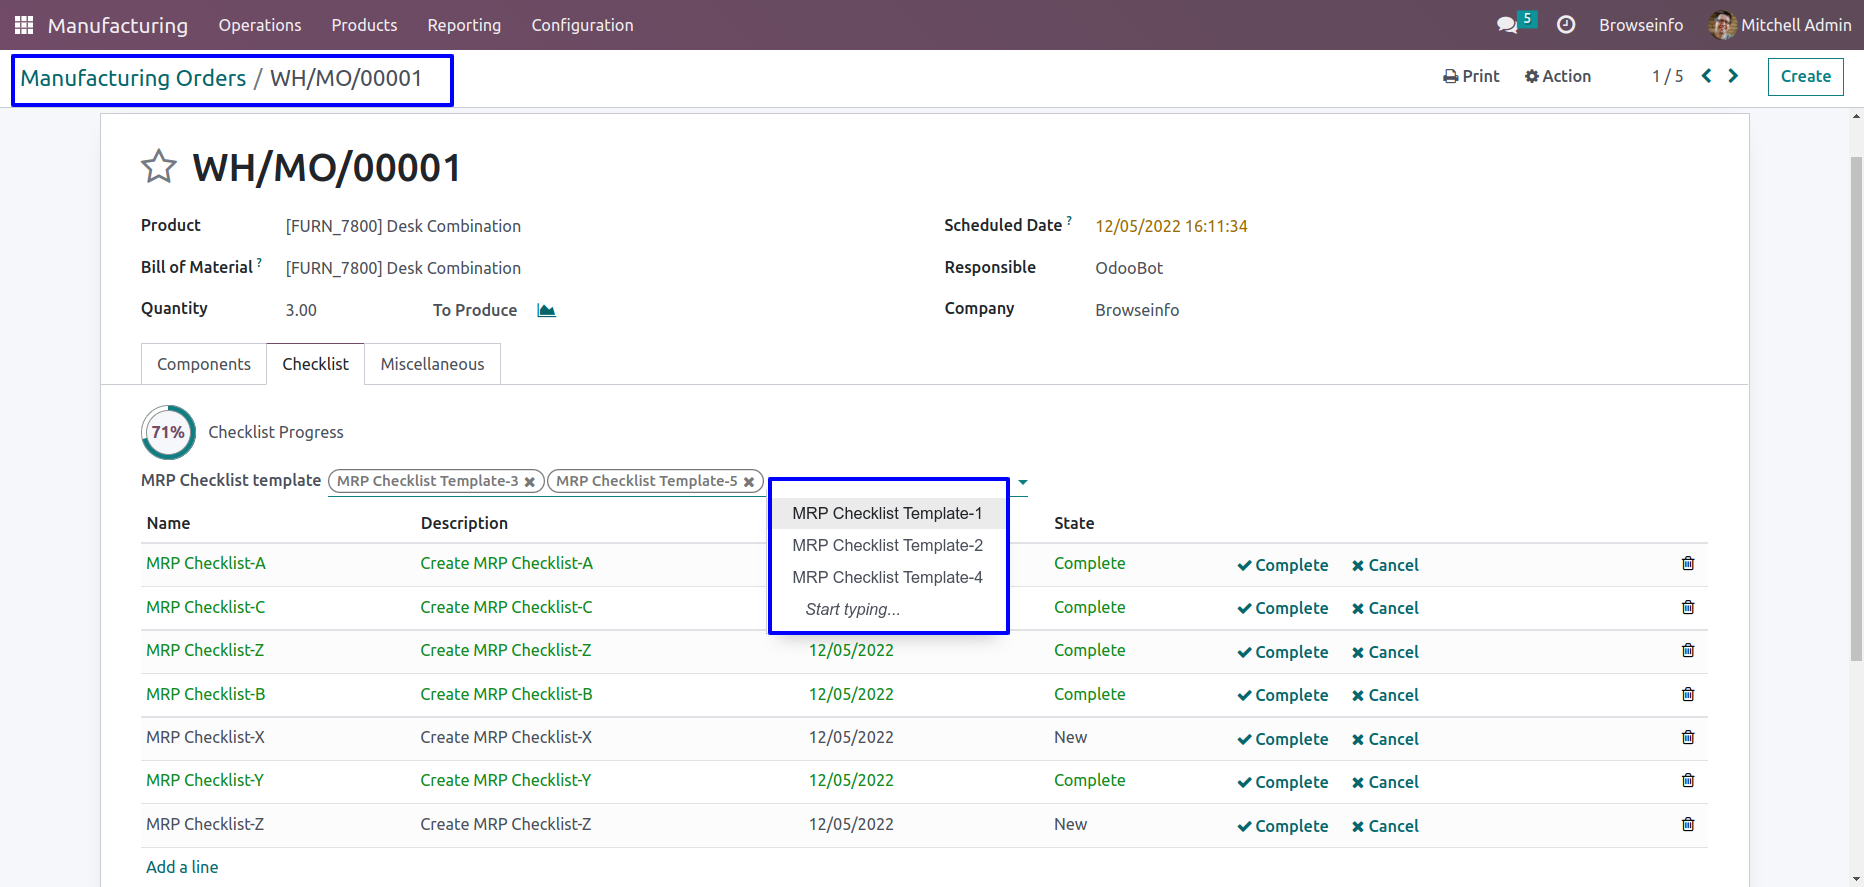 Manufacturing Operations Products Reporting Configuration 5 Browseinfo Mitchell Admin
Manufacturing Orders / WH/MO/00001 Print Action 1 / 5 Create
WH/MO/00001
Product [FURN_7800] Desk Combination Scheduled Date ? 12/05/2022 16:11:34
Bill of Material ? [FURN_7800] Desk Combination Responsible OdooBot
Quantity 3.00 To Produce Company Browseinfo
Components Checklist Miscellaneous
71% Checklist Progress
MRP Checklist template MRP Checklist Template-3 MRP Checklist Template-5
MRP Checklist Template-1
MRP Checklist Template-2
MRP Checklist Template-4
Start typing...
Name Description State
MRP Checklist-A Create MRP Checklist-A Complete Complete Cancel
MRP Checklist-C Create MRP Checklist-C Complete Complete Cancel
MRP Checklist-Z Create MRP Checklist-Z 12/05/2022 Complete Complete Cancel
MRP Checklist-B Create MRP Checklist-B 12/05/2022 Complete Complete Cancel
MRP Checklist-X Create MRP Checklist-X 12/05/2022 New Complete Cancel
MRP Checklist-Y Create MRP Checklist-Y 12/05/2022 Complete Complete Cancel
MRP Checklist-Z Create MRP Checklist-Z 12/05/2022 New Complete Cancel
Add a line